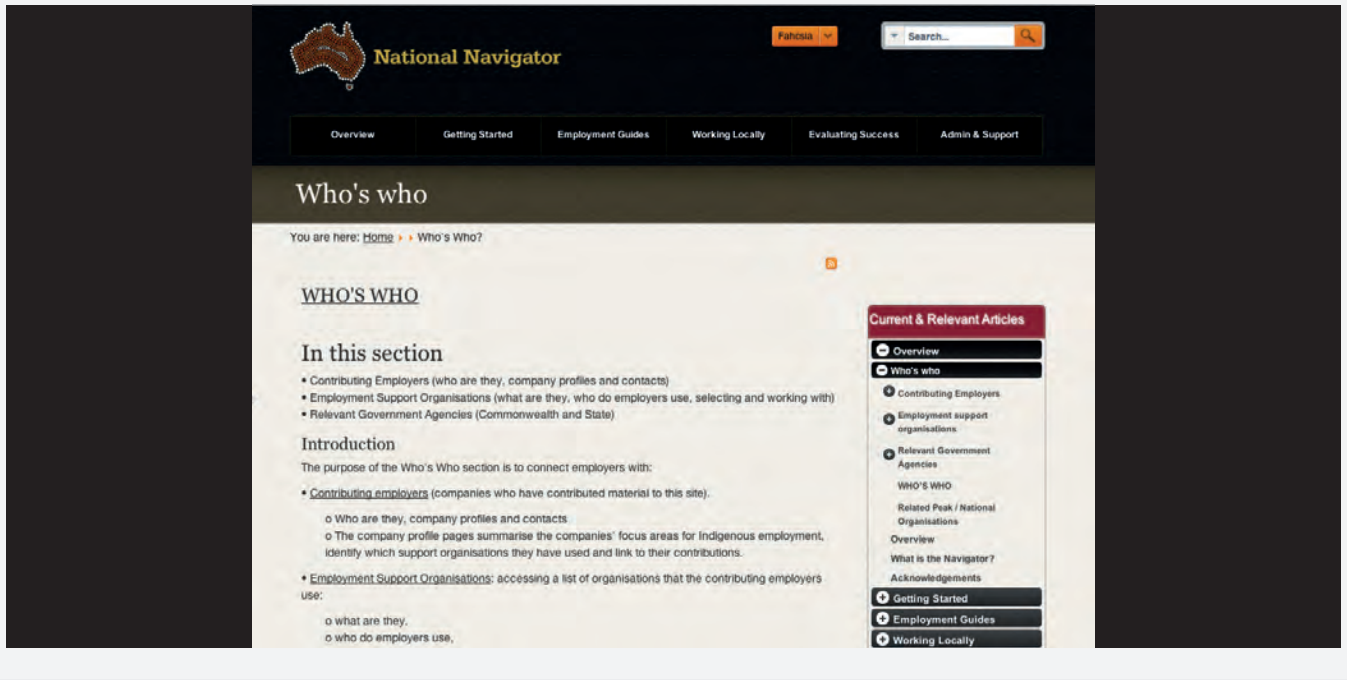 National Navigator
Fahcsia
Search...
Overview
Getting Started
Employment Guides
Working Locally
Evaluating Success
Admin & Support
Who's who
You are here: Home Who's Who?
WHO'S WHO
In this section
• Contributing Employers (who are they, company profiles and contacts)
• Employment Support Organisations (what are they, who do employers use, selecting and working with)
• Relevant Government Agencies (Commonwealth and State)
Introduction
The purpose of the Who's Who section is to connect employers with:
• Contributing employers (companies who have contributed material to this site).
o Who are they, company profiles and contacts
o The company profile pages summarise the companies' focus areas for Indigenous employment,
identify which support organisations they have used and link to their contributions.
• Employment Support Organisations: accessing a list of organisations that the contributing employers
use:
o what are they,
o who do employers use,
Current & Relevant Articles
Overview
Who's who
Contributing Employers
Employment support
organisations
Relevant Government
Agencies
WHO'S WHO
Related Peak / National
Organisations
Overview
What is the Navigator?
Acknowledgements
Getting Started
Employment Guides
Working Locally